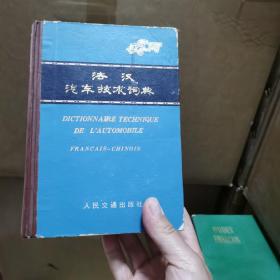 法汉
汽车技术词典
DICTIONNAIRE TECHNIQUE
DE L'AUTOMOBILE
FRANCAIS-CHINOIS
人民交通出版社